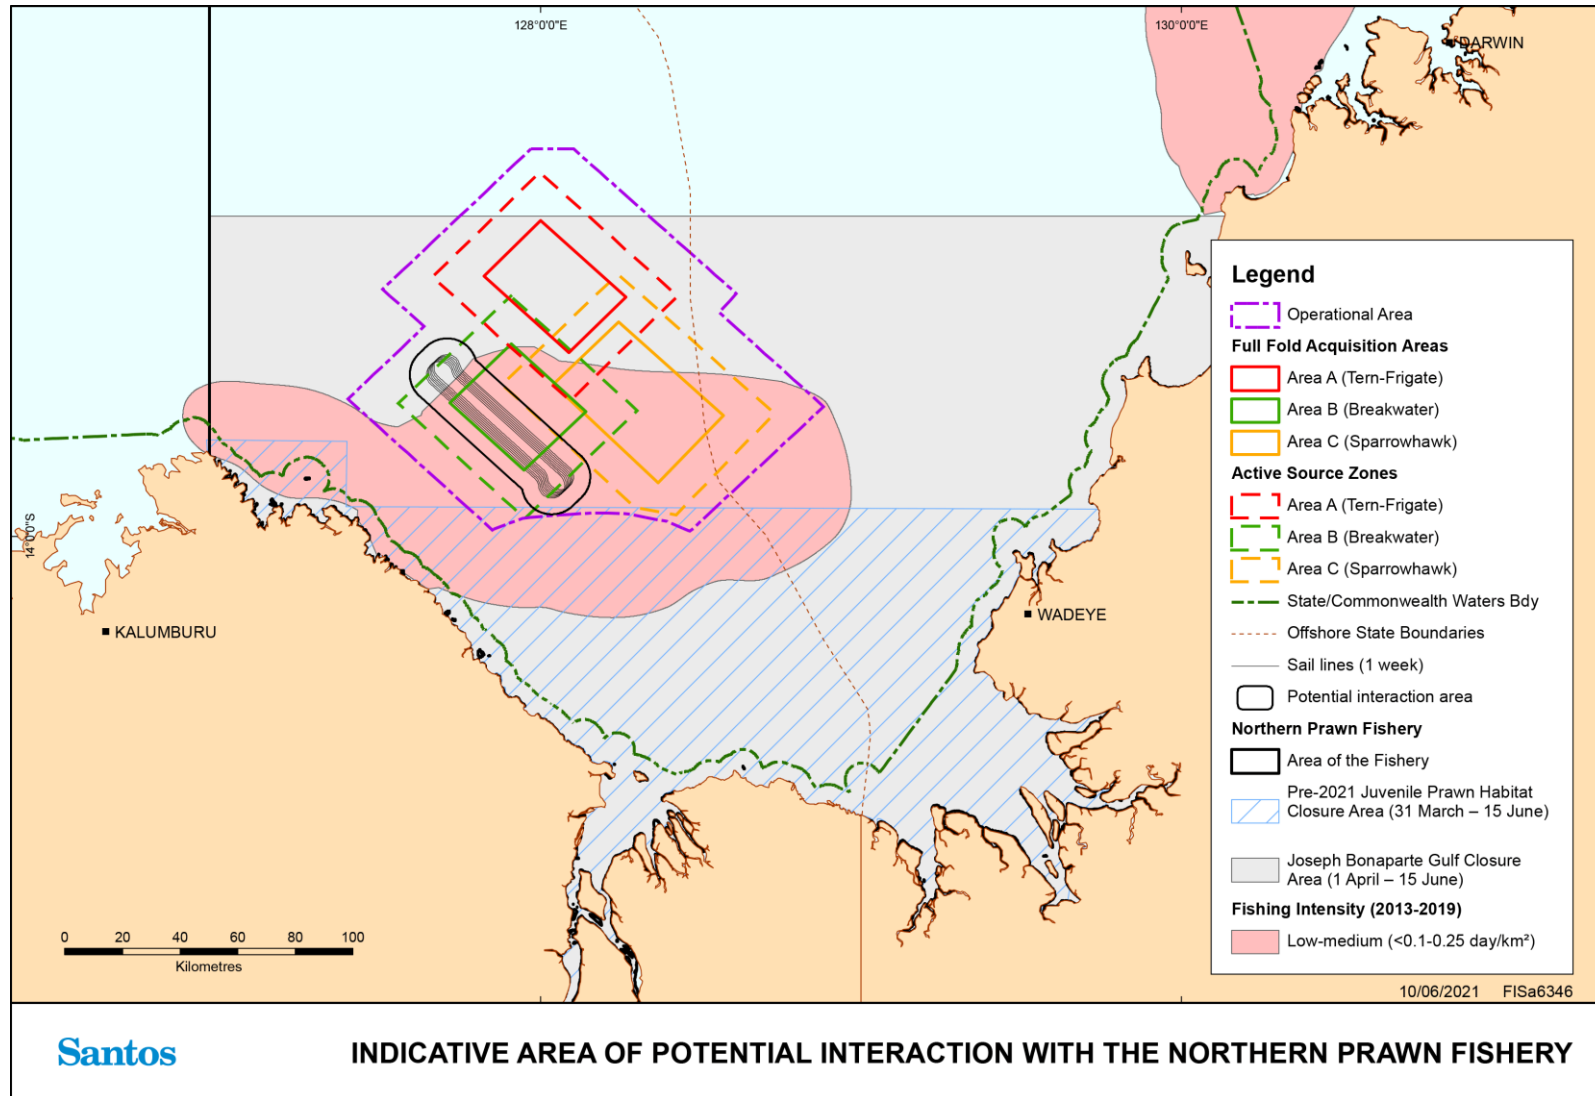 128°0'0"E
130°0'0"E
DARWIN
14°0'0"S
KALUMBURU
WADEYE
Legend
Operational Area
Full Fold Acquisition Areas
Area A (Tern-Frigate)
Area B (Breakwater)
Area C (Sparrowhawk)
Active Source Zones
Area A (Tern-Frigate)
Area B (Breakwater)
Area C (Sparrowhawk)
State/Commonwealth Waters Bdy
Offshore State Boundaries
Sail lines (1 week)
Potential interaction area
Northern Prawn Fishery
Area of the Fishery
Pre-2021 Juvenile Prawn Habitat
Closure Area (31 March – 15 June)
Joseph Bonaparte Gulf Closure
Area (1 April – 15 June)
Fishing Intensity (2013-2019)
Low-medium (<0.1-0.25 day/km²)
0 20 40 60 80 100
Kilometres
10/06/2021 FISa6346
Santos
INDICATIVE AREA OF POTENTIAL INTERACTION WITH THE NORTHERN PRAWN FISHERY